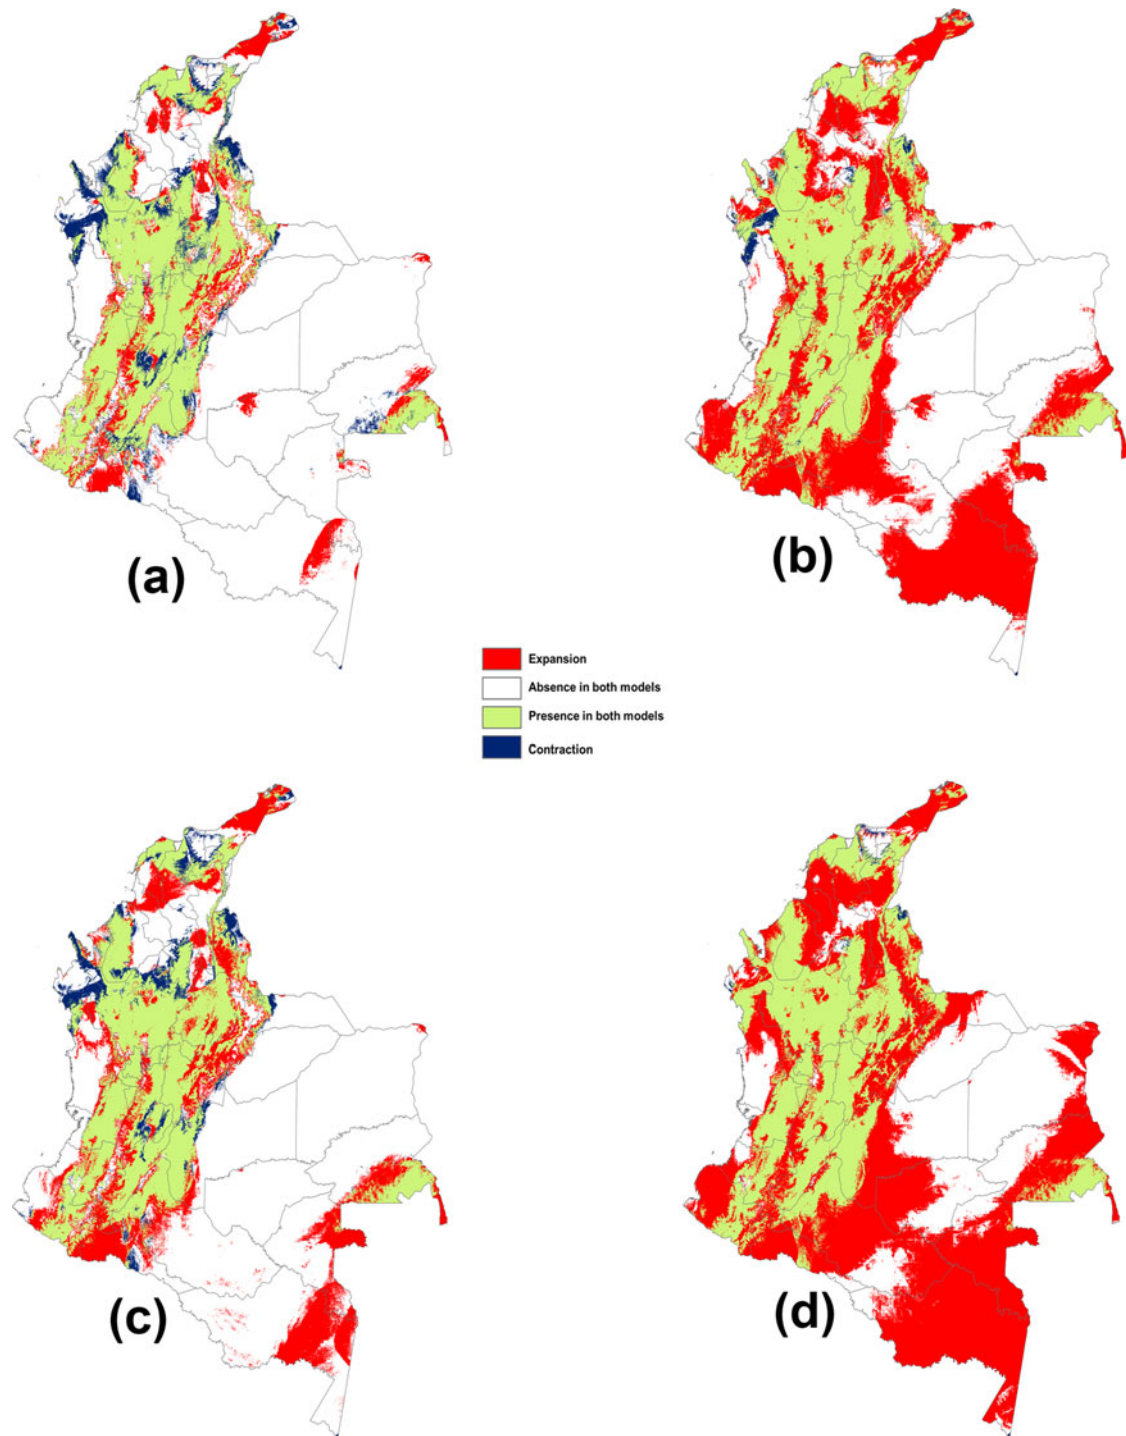 (a)
(b)
Expansion
Absence in both models
Presence in both models
Contraction
(c)
(d)